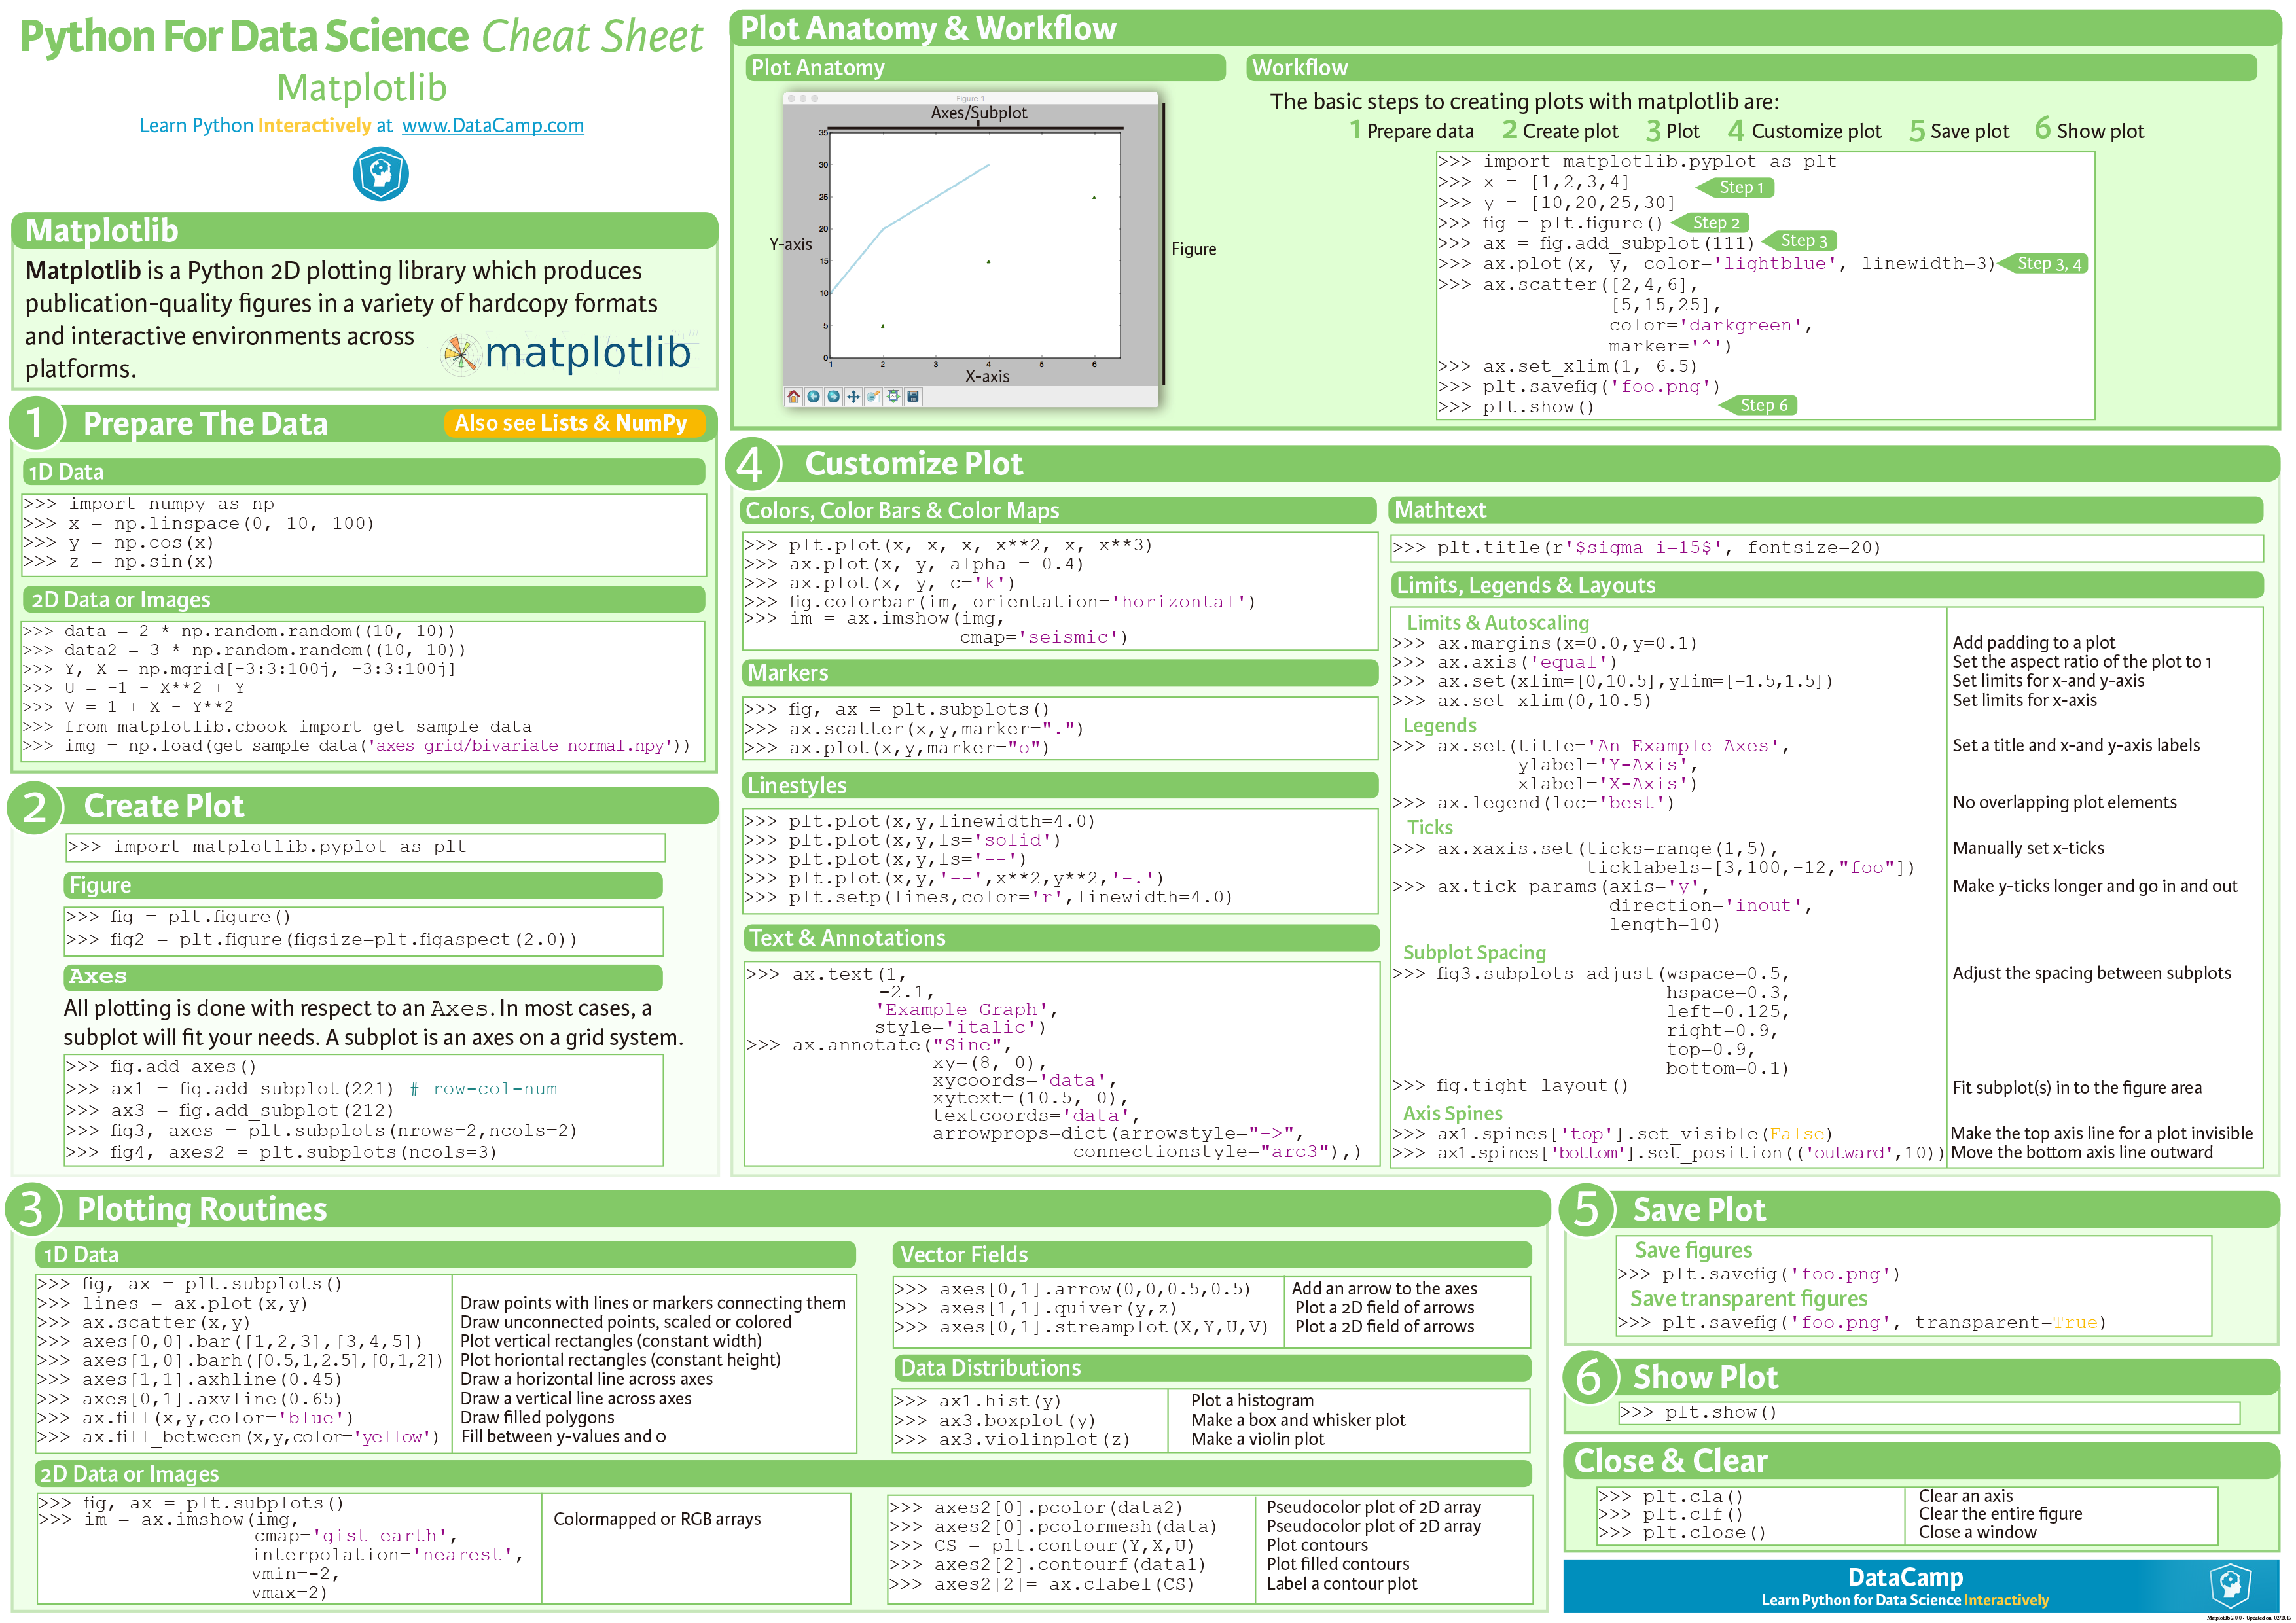 Python For Data Science Cheat Sheet
Matplotlib
Learn Python Interactively at www.DataCamp.com
Matplotlib
Matplotlib is a Python 2D plotting library which produces
publication-quality figures in a variety of hardcopy formats
and interactive environments across
platforms.
matplotlib
1 Prepare The Data
Also see Lists & NumPy
1D Data
>>> import numpy as np
>>> x = np.linspace(0, 10, 100)
>>> y = np.cos(x)
>>> z = np.sin(x)
2D Data or Images
>>> data = 2 * np.random.random((10, 10))
>>> data2 = 3 * np.random.random((10, 10))
>>> Y, X = np.mgrid[-3:3:100j, -3:3:100j]
>>> U = -1 - X**2 + Y
>>> V = 1 + X - Y**2
>>> from matplotlib.cbook import get_sample_data
>>> img = np.load(get_sample_data('axes_grid/bivariate_normal.npy'))
2 Create Plot
>>> import matplotlib.pyplot as plt
Figure
>>> fig = plt.figure()
>>> fig2 = plt.figure(figsize=plt.figaspect(2.0))
Axes
All plotting is done with respect to an Axes. In most cases, a
subplot will fit your needs. A subplot is an axes on a grid system.
>>> fig.add_axes()
>>> ax1 = fig.add_subplot(221) # row-col-num
>>> ax3 = fig.add_subplot(212)
>>> fig3, axes = plt.subplots(nrows=2,ncols=2)
>>> fig4, axes2 = plt.subplots(ncols=3)
Plot Anatomy & Workflow
Plot Anatomy
Figure 1
Axes/Subplot
35
30
25
20
15
10
5
0
1 2 3 4 5 6
Y-axis
X-axis
Figure
Workflow
The basic steps to creating plots with matplotlib are:
1 Prepare data 2 Create plot 3 Plot 4 Customize plot 5 Save plot 6 Show plot
>>> import matplotlib.pyplot as plt
>>> x = [1,2,3,4]
Step 1
>>> y = [10,20,25,30]
>>> fig = plt.figure() Step 2
>>> ax = fig.add_subplot(111) Step 3
>>> ax.plot(x, y, color='lightblue', linewidth=3) Step 3, 4
>>> ax.scatter([2,4,6],
[5,15,25],
color='darkgreen',
marker='^')
>>> ax.set_xlim(1, 6.5)
>>> plt.savefig('foo.png')
>>> plt.show() Step 6
4 Customize Plot
Colors, Color Bars & Color Maps
>>> plt.plot(x, x, x, x**2, x, x**3)
>>> ax.plot(x, y, alpha = 0.4)
>>> ax.plot(x, y, c='k')
>>> fig.colorbar(im, orientation='horizontal')
>>> im = ax.imshow(img,
cmap='seismic')
Markers
>>> fig, ax = plt.subplots()
>>> ax.scatter(x,y,marker=".")
>>> ax.plot(x,y,marker="o")
Linestyles
>>> plt.plot(x,y,linewidth=4.0)
>>> plt.plot(x,y,ls='solid')
>>> plt.plot(x,y,ls='--')
>>> plt.plot(x,y,'--',x**2,y**2,'-.')
>>> plt.setp(lines,color='r',linewidth=4.0)
Text & Annotations
>>> ax.text(1,
-2.1,
'Example Graph',
style='italic')
>>> ax.annotate("Sine",
xy=(8, 0),
xycoords='data',
xytext=(10.5, 0),
textcoords='data',
arrowprops=dict(arrowstyle="->",
connectionstyle="arc3"),)
Mathtext
>>> plt.title(r'$sigma_i=15$', fontsize=20)
Limits, Legends & Layouts
Limits & Autoscaling
>>> ax.margins(x=0.0,y=0.1) Add padding to a plot
>>> ax.axis('equal') Set the aspect ratio of the plot to 1
>>> ax.set(xlim=[0,10.5],ylim=[-1.5,1.5]) Set limits for x-and y-axis
>>> ax.set_xlim(0,10.5) Set limits for x-axis
Legends
>>> ax.set(title='An Example Axes', Set a title and x-and y-axis labels
ylabel='Y-Axis',
xlabel='X-Axis')
>>> ax.legend(loc='best') No overlapping plot elements
Ticks
>>> ax.xaxis.set(ticks=range(1,5), Manually set x-ticks
ticklabels=[3,100,-12,"foo"])
>>> ax.tick_params(axis='y', Make y-ticks longer and go in and out
direction='inout',
length=10)
Subplot Spacing
>>> fig3.subplots_adjust(wspace=0.5, Adjust the spacing between subplots
hspace=0.3,
left=0.125,
right=0.9,
top=0.9,
bottom=0.1)
>>> fig.tight_layout() Fit subplot(s) in to the figure area
Axis Spines
>>> ax1.spines['top'].set_visible(False) Make the top axis line for a plot invisible
>>> ax1.spines['bottom'].set_position(('outward',10)) Move the bottom axis line outward
3 Plotting Routines
1D Data
>>> fig, ax = plt.subplots()
>>> lines = ax.plot(x,y) Draw points with lines or markers connecting them
>>> ax.scatter(x,y) Draw unconnected points, scaled or colored
>>> axes[0,0].bar([1,2,3],[3,4,5]) Plot vertical rectangles (constant width)
>>> axes[1,0].barh([0.5,1,2.5],[0,1,2]) Plot horiontal rectangles (constant height)
>>> axes[1,1].axhline(0.45) Draw a horizontal line across axes
>>> axes[0,1].axvline(0.65) Draw a vertical line across axes
>>> ax.fill(x,y,color='blue') Draw filled polygons
>>> ax.fill_between(x,y,color='yellow') Fill between y-values and 0
Vector Fields
>>> axes[0,1].arrow(0,0,0.5,0.5) Add an arrow to the axes
>>> axes[1,1].quiver(y,z) Plot a 2D field of arrows
>>> axes[0,1].streamplot(X,Y,U,V) Plot a 2D field of arrows
Data Distributions
>>> ax1.hist(y) Plot a histogram
>>> ax3.boxplot(y) Make a box and whisker plot
>>> ax3.violinplot(z) Make a violin plot
2D Data or Images
>>> fig, ax = plt.subplots()
>>> im = ax.imshow(img, Colormapped or RGB arrays
cmap='gist_earth',
interpolation='nearest',
vmin=-2,
vmax=2)
>>> axes2[0].pcolor(data2) Pseudocolor plot of 2D array
>>> axes2[0].pcolormesh(data) Pseudocolor plot of 2D array
>>> CS = plt.contour(Y,X,U) Plot contours
>>> axes2[2].contourf(data1) Plot filled contours
>>> axes2[2]= ax.clabel(CS) Label a contour plot
5 Save Plot
Save figures
>>> plt.savefig('foo.png')
Save transparent figures
>>> plt.savefig('foo.png', transparent=True)
6 Show Plot
>>> plt.show()
Close & Clear
>>> plt.cla() Clear an axis
>>> plt.clf() Clear the entire figure
>>> plt.close() Close a window
DataCamp
Learn Python for Data Science Interactively
Matplotlib 2.0.0 - Updated on: 02/2017